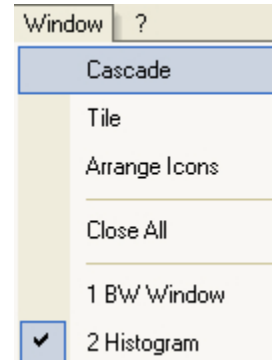 Window ?
Cascade
Tile
Arrange Icons
Close All
1 BW Window
2 Histogram